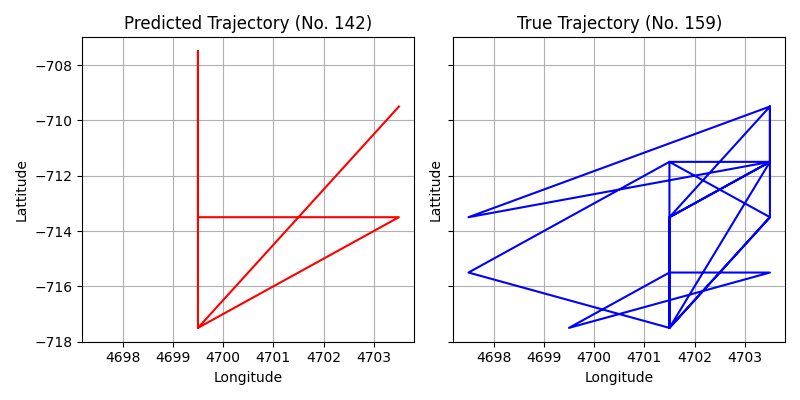 Predicted Trajectory (No. 142)
True Trajectory (No. 159)
Lattitude
−708
−710
−712
−714
−716
−718
4698 4699 4700 4701 4702 4703
Longitude
Lattitude
4698 4699 4700 4701 4702 4703
Longitude